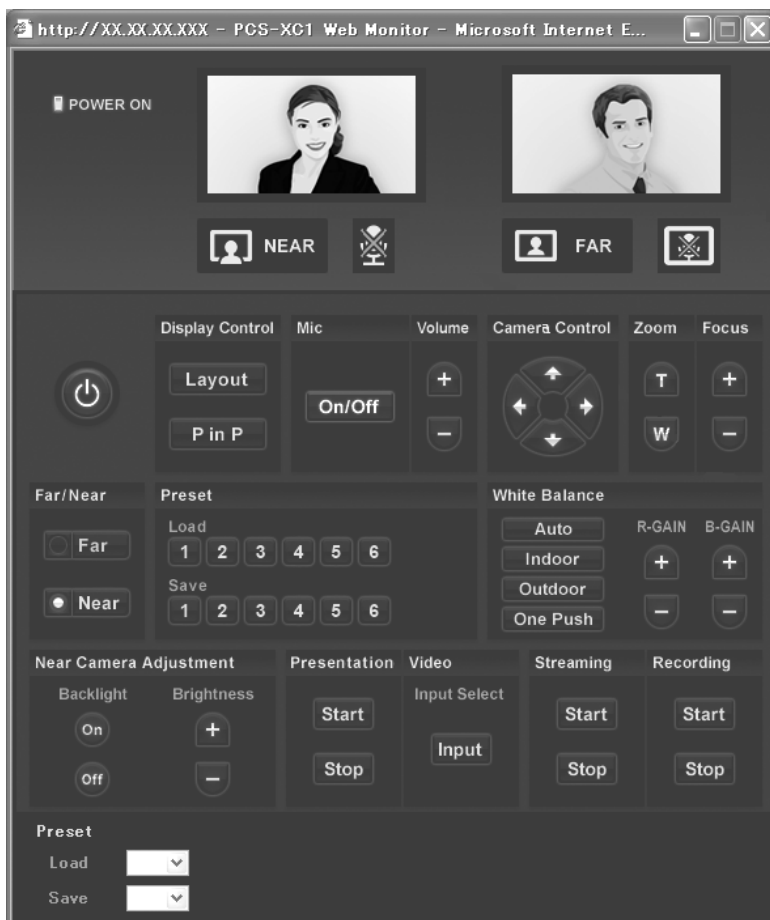 http://XX.XX.XX.XXX - PCS-XC1 Web Monitor - Microsoft Internet E...
POWER ON
NEAR
FAR
Display Control Mic Volume Camera Control Zoom Focus
Layout
+ T +
On/Off
P in P
− W −
Far/Near Preset White Balance
Load
Auto R-GAIN B-GAIN
Far
1 2 3 4 5 6
Indoor + +
Save
Outdoor
Near
1 2 3 4 5 6
One Push − −
Near Camera Adjustment Presentation Video Streaming Recording
Backlight Brightness Input Select
On + Start Start Start
Input
Off − Stop Stop Stop
Preset
Load
Save